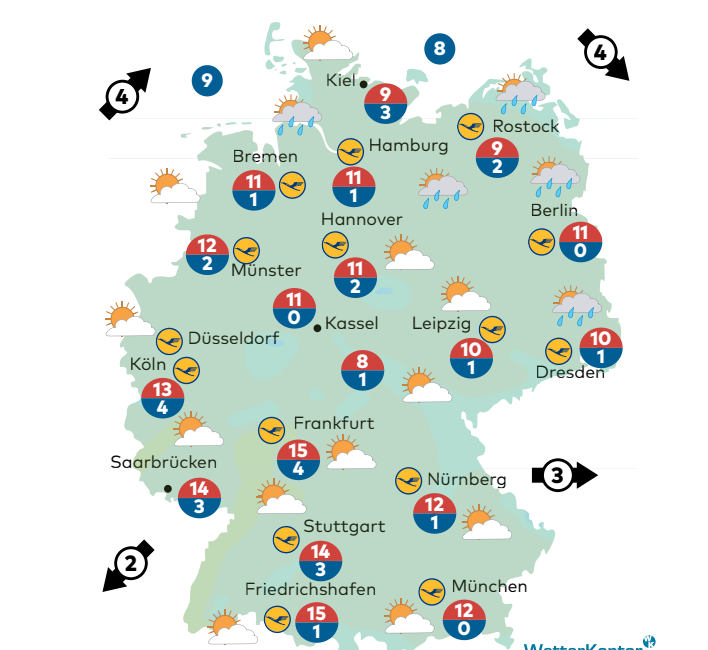 8
4
9
4
Kiel
9
3
Rostock
9
2
Hamburg
11
1
Bremen
11
1
Berlin
11
0
Hannover
11
2
12
2
Münster
11
0
Kassel
Leipzig
10
1
10
1
Dresden
Düsseldorf
Köln
13
4
8
1
Frankfurt
15
4
Saarbrücken
14
3
Nürnberg
12
1
3
Stuttgart
14
3
2
Friedrichshafen
15
1
München
12
0
WetterKontor